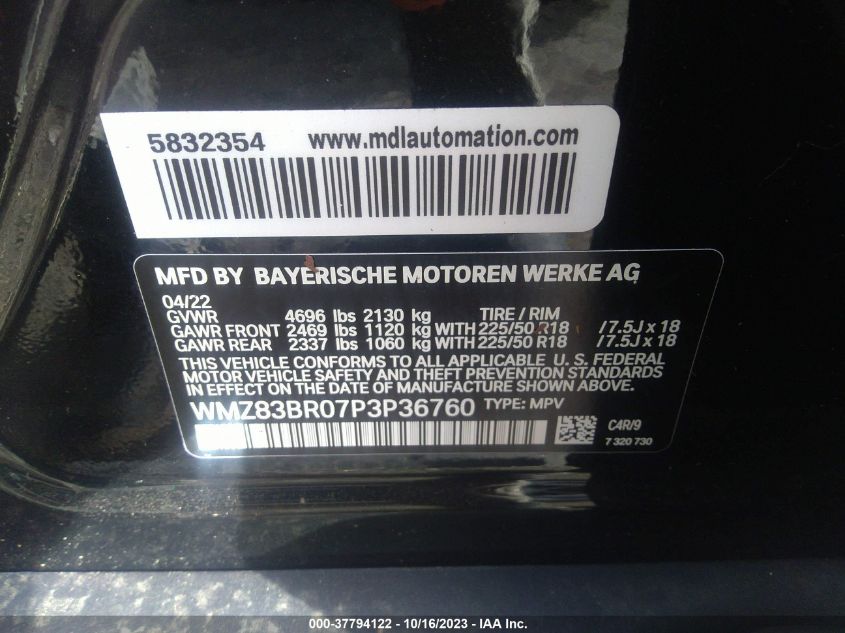 5832354 www.mdlautomation.com
MFD BY BAYERISCHE MOTOREN WERKE AG
04/22
GVWR 4696 lbs 2130 kg TIRE / RIM
GAWR FRONT 2469 lbs 1120 kg WITH 225/50 R18 / 7.5J x 18
GAWR REAR 2337 lbs 1060 kg WITH 225/50 R18 / 7.5J x 18
THIS VEHICLE CONFORMS TO ALL APPLICABLE U. S. FEDERAL
MOTOR VEHICLE SAFETY AND THEFT PREVENTION STANDARDS
IN EFFECT ON THE DATE OF MANUFACTURE SHOWN ABOVE.
WMZ83BR07P3P36760 TYPE: MPV
C4R/9
7 320 730
000-37794122 - 10/16/2023 - IAA Inc.